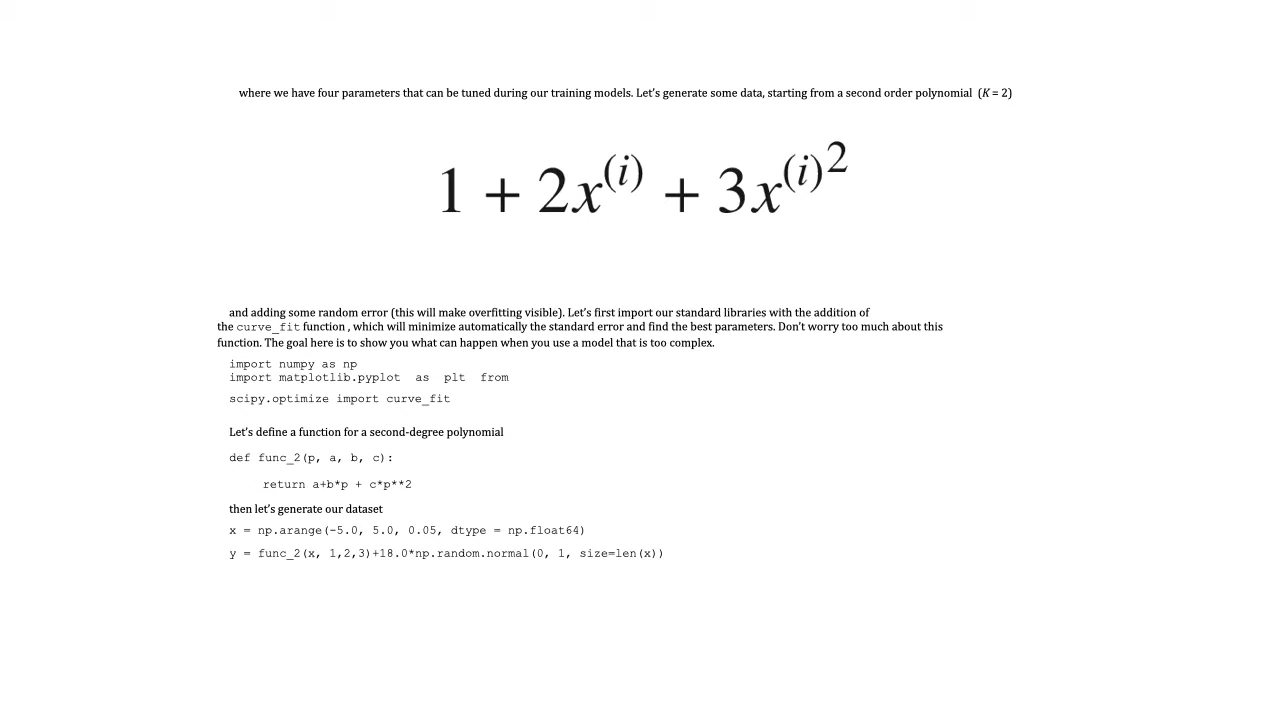 where we have four parameters that can be tuned during our training models. Let’s generate some data, starting from a second order polynomial (K = 2)
1 + 2x^(i) + 3x^(i)^2
and adding some random error (this will make overfitting visible). Let’s first import our standard libraries with the addition of
the curve_fit function , which will minimize automatically the standard error and find the best parameters. Don’t worry too much about this
function. The goal here is to show you what can happen when you use a model that is too complex.
import numpy as np
import matplotlib.pyplot as plt from
scipy.optimize import curve_fit
Let’s define a function for a second-degree polynomial
def func_2(p, a, b, c):
return a+b*p + c*p**2
then let’s generate our dataset
x = np.arange(-5.0, 5.0, 0.05, dtype = np.float64)
y = func_2(x, 1,2,3)+18.0*np.random.normal(0, 1, size=len(x))